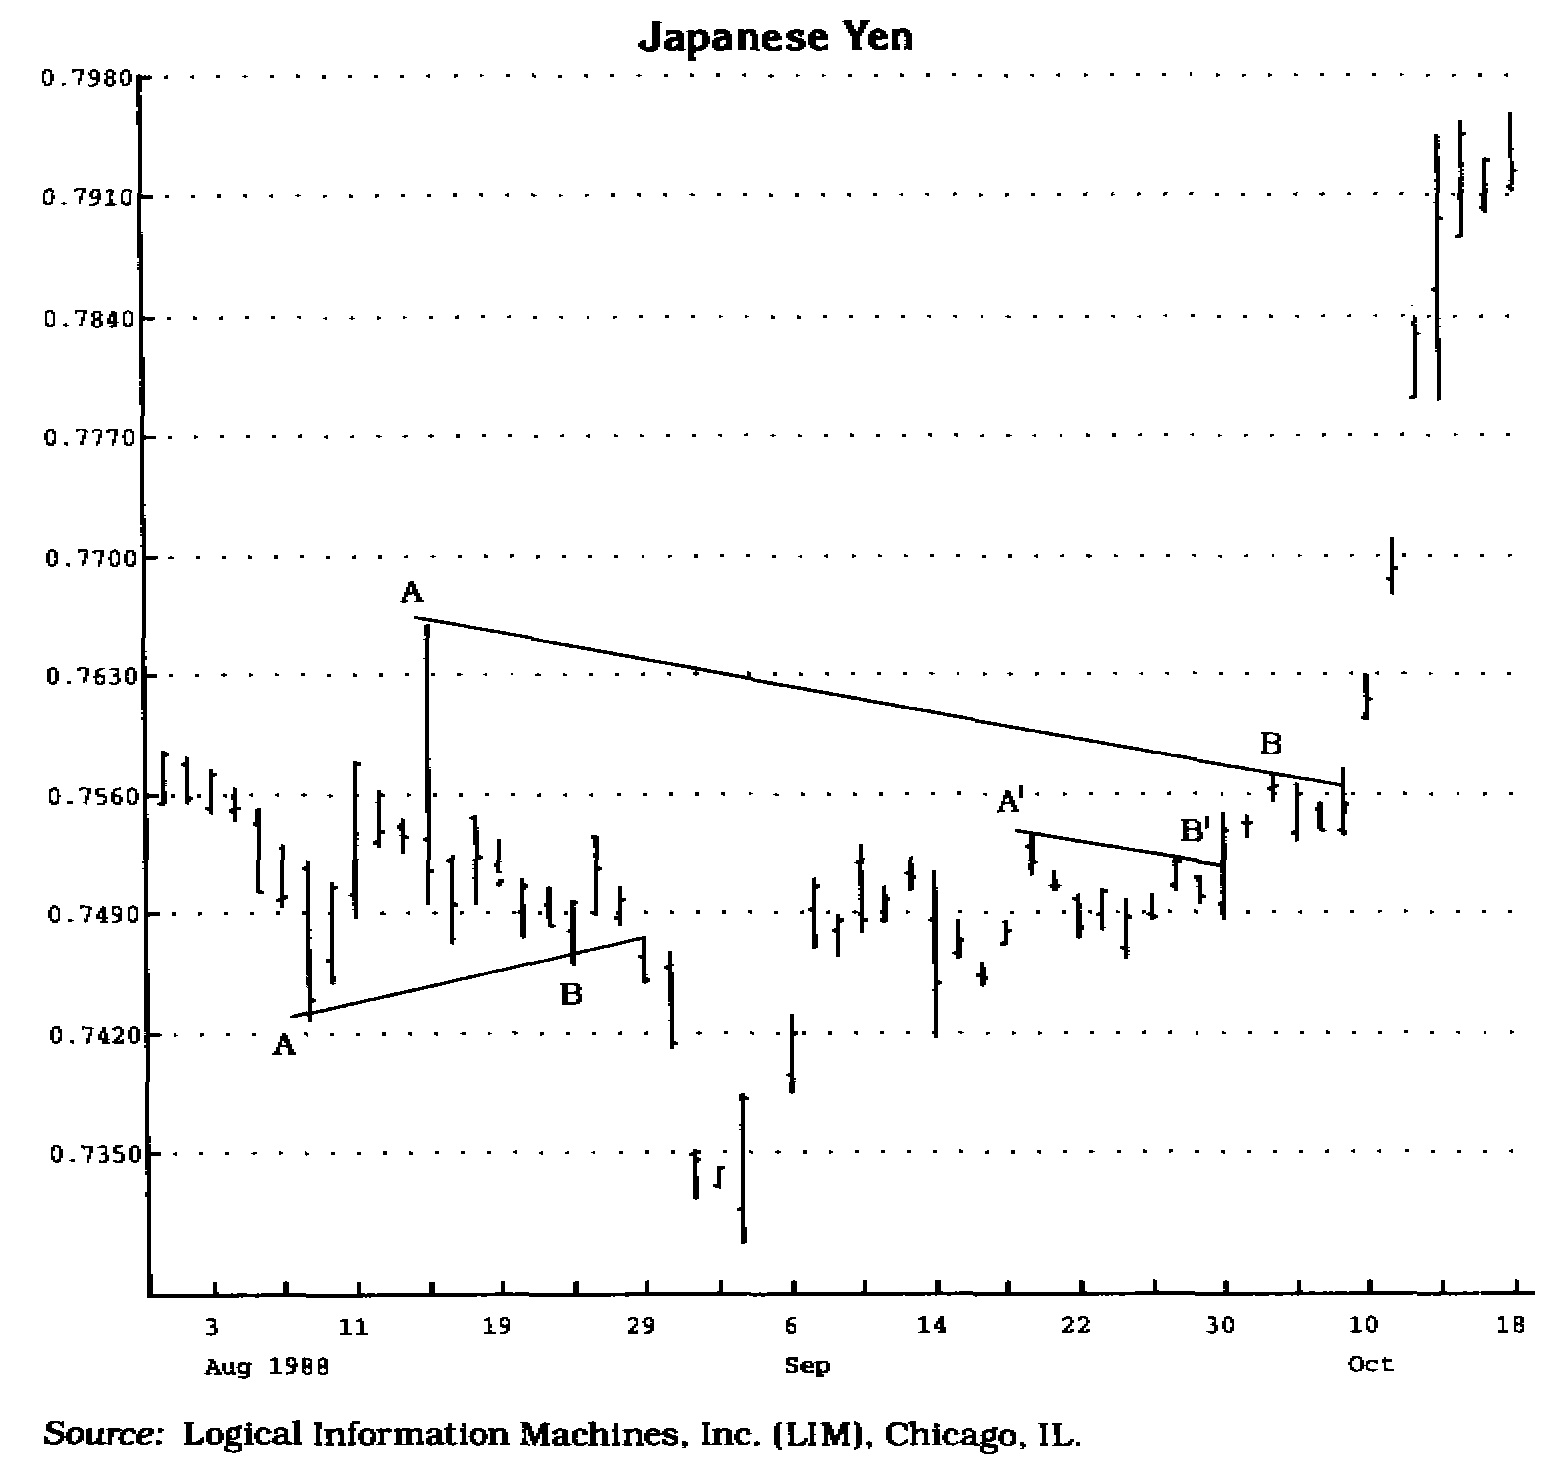 Japanese Yen
0.7980
0.7910
0.7840
0.7770
0.7700
A
0.7630
B
0.7560
A'
B'
0.7490
B
0.7420
A
0.7350
3 11 19 29 6 14 22 30 10 18
Aug 1988 Sep Oct
Source: Logical Information Machines, Inc. (LIM), Chicago, IL.